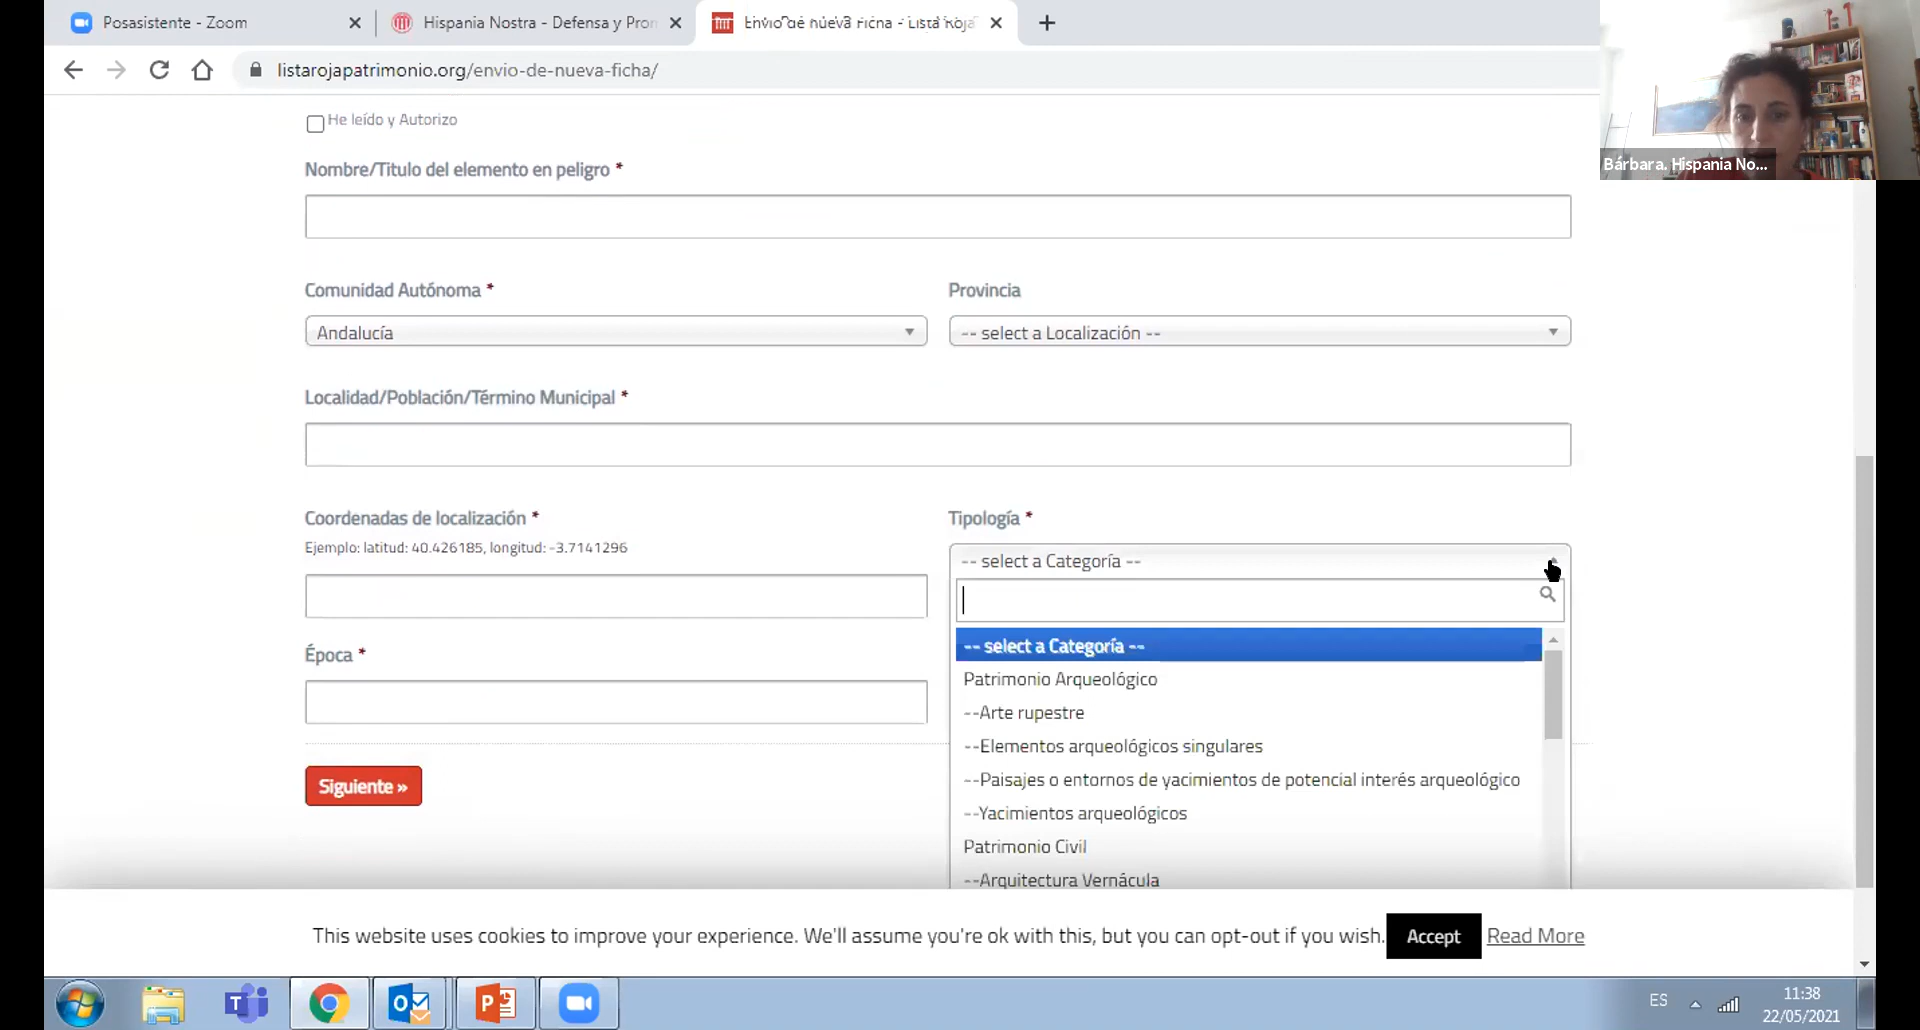 Posasistente - Zoom
Hispania Nostra - Defensa y Pron
Envío de nueva Ficha - Lista Roja
listarojapatrimonio.org/envio-de-nueva-ficha/
Bárbara. Hispania No...
He leído y Autorizo
Nombre/Titulo del elemento en peligro *
Comunidad Autónoma *
Provincia
Andalucía
-- select a Localización --
Localidad/Población/Término Municipal *
Coordenadas de localización *
Tipología *
Ejemplo: latitud: 40.426185, longitud: -3.7141296
-- select a Categoría --
-- select a Categoría --
Época *
Patrimonio Arqueológico
--Arte rupestre
--Elementos arqueológicos singulares
--Paisajes o entornos de yacimientos de potencial interés arqueológico
Siguiente »
--Yacimientos arqueológicos
Patrimonio Civil
--Arquitectura Vernácula
This website uses cookies to improve your experience. We'll assume you're ok with this, but you can opt-out if you wish. Accept Read More
ES
11:38
22/05/2021